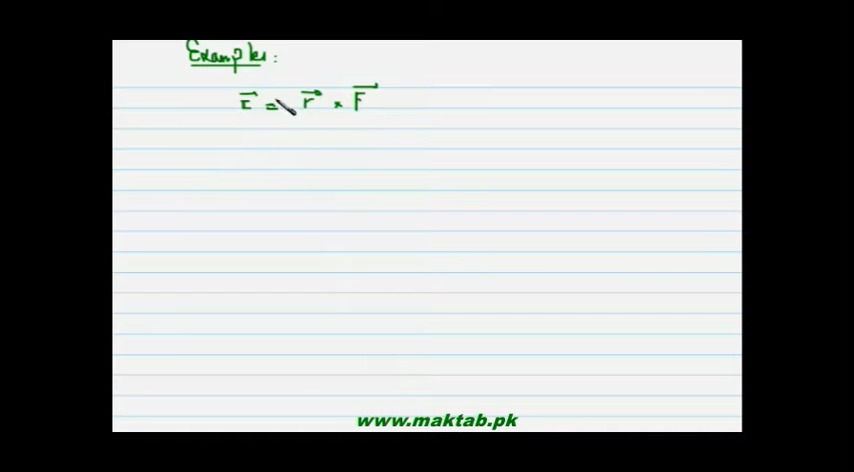 Examples:
τ⃗ = r⃗ × F⃗
www.maktab.pk